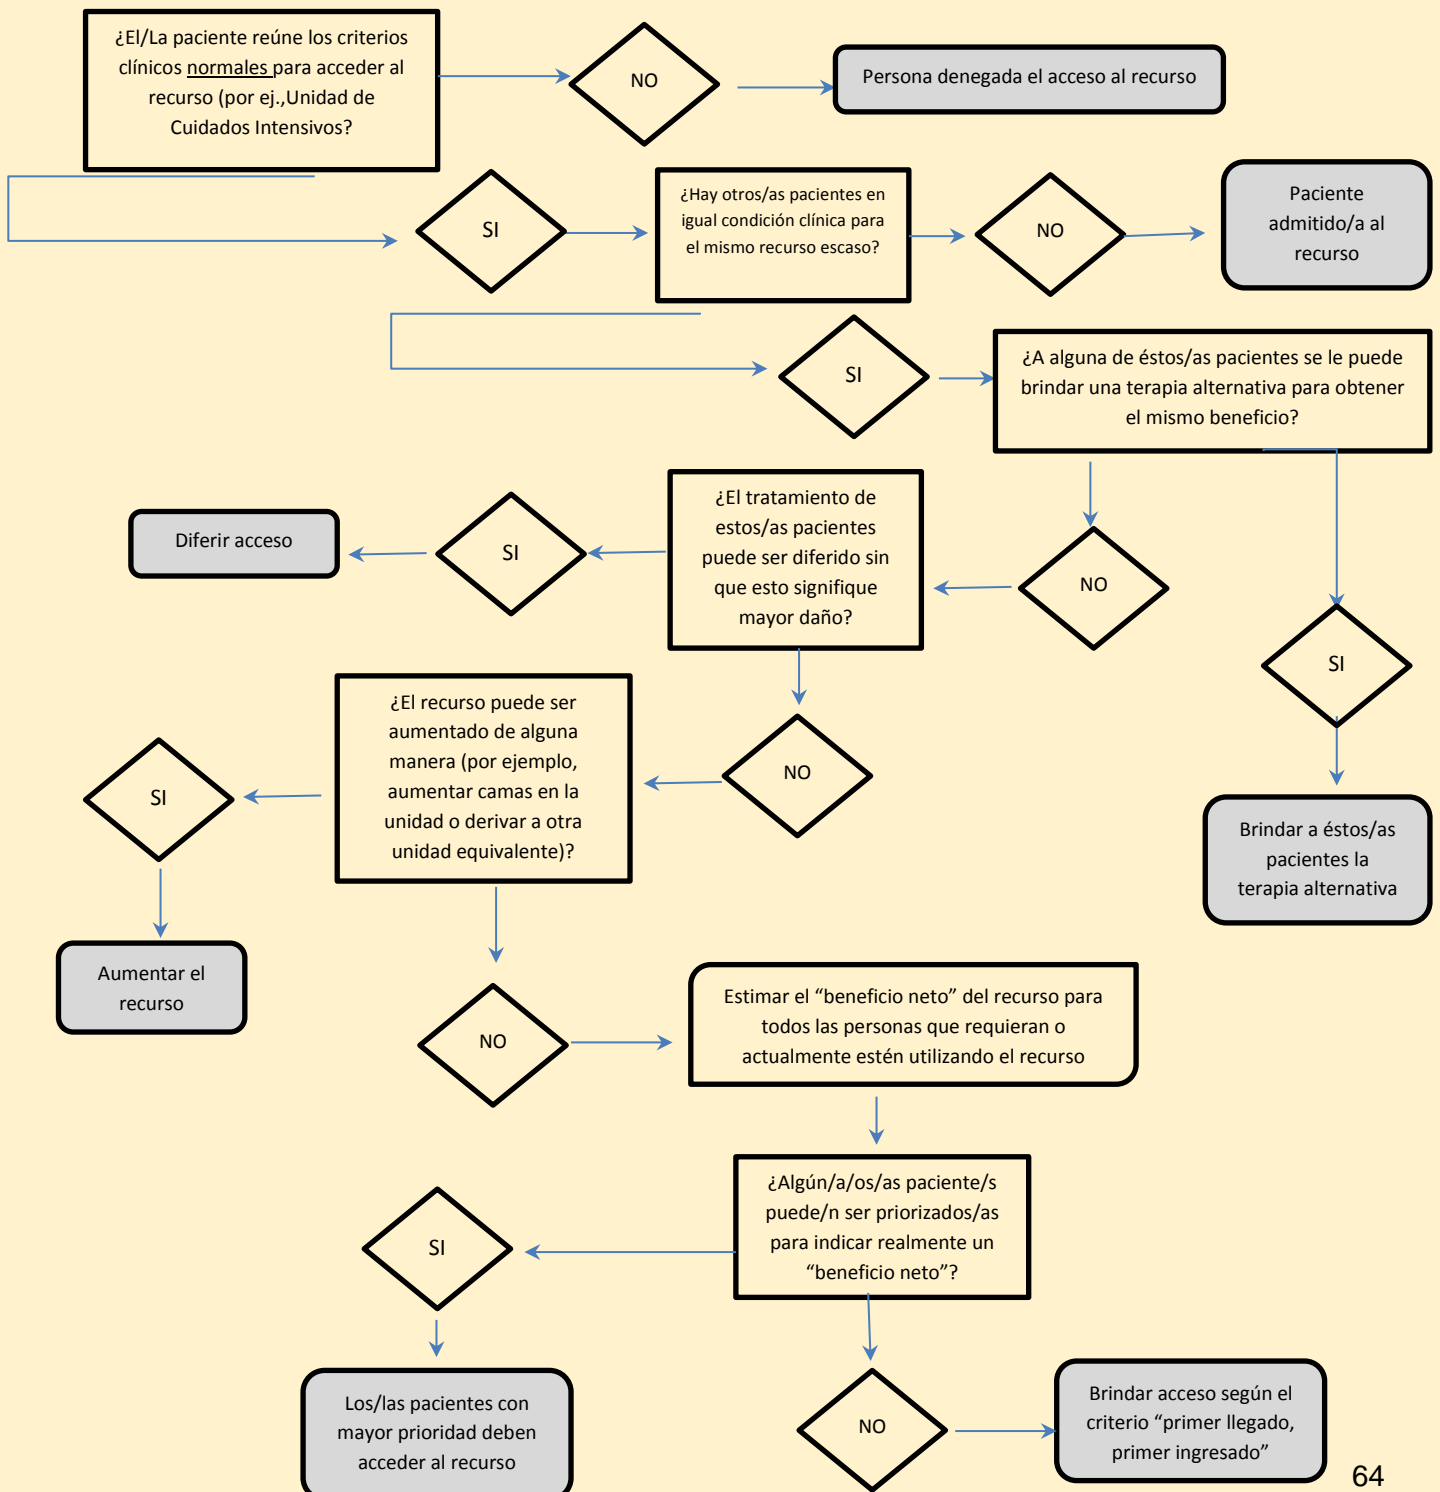 ¿El/La paciente reúne los criterios
clínicos normales para acceder al
recurso (por ej.,Unidad de
Cuidados Intensivos?
NO
Persona denegada el acceso al recurso
SI
¿Hay otros/as pacientes en
igual condición clínica para
el mismo recurso escaso?
NO
Paciente
admitido/a al
recurso
SI
¿A alguna de éstos/as pacientes se le puede
brindar una terapia alternativa para obtener
el mismo beneficio?
Diferir acceso
SI
¿El tratamiento de
estos/as pacientes
puede ser diferido sin
que esto signifique
mayor daño?
NO
SI
SI
¿El recurso puede ser
aumentado de alguna
manera (por ejemplo,
aumentar camas en la
unidad o derivar a otra
unidad equivalente)?
NO
Brindar a éstos/as
pacientes la
terapia alternativa
Aumentar el
recurso
NO
Estimar el “beneficio neto” del recurso para
todos las personas que requieran o
actualmente estén utilizando el recurso
SI
¿Algún/a/os/as paciente/s
puede/n ser priorizados/as
para indicar realmente un
“beneficio neto”?
Los/las pacientes con
mayor prioridad deben
acceder al recurso
NO
Brindar acceso según el
criterio “primer llegado,
primer ingresado”
64